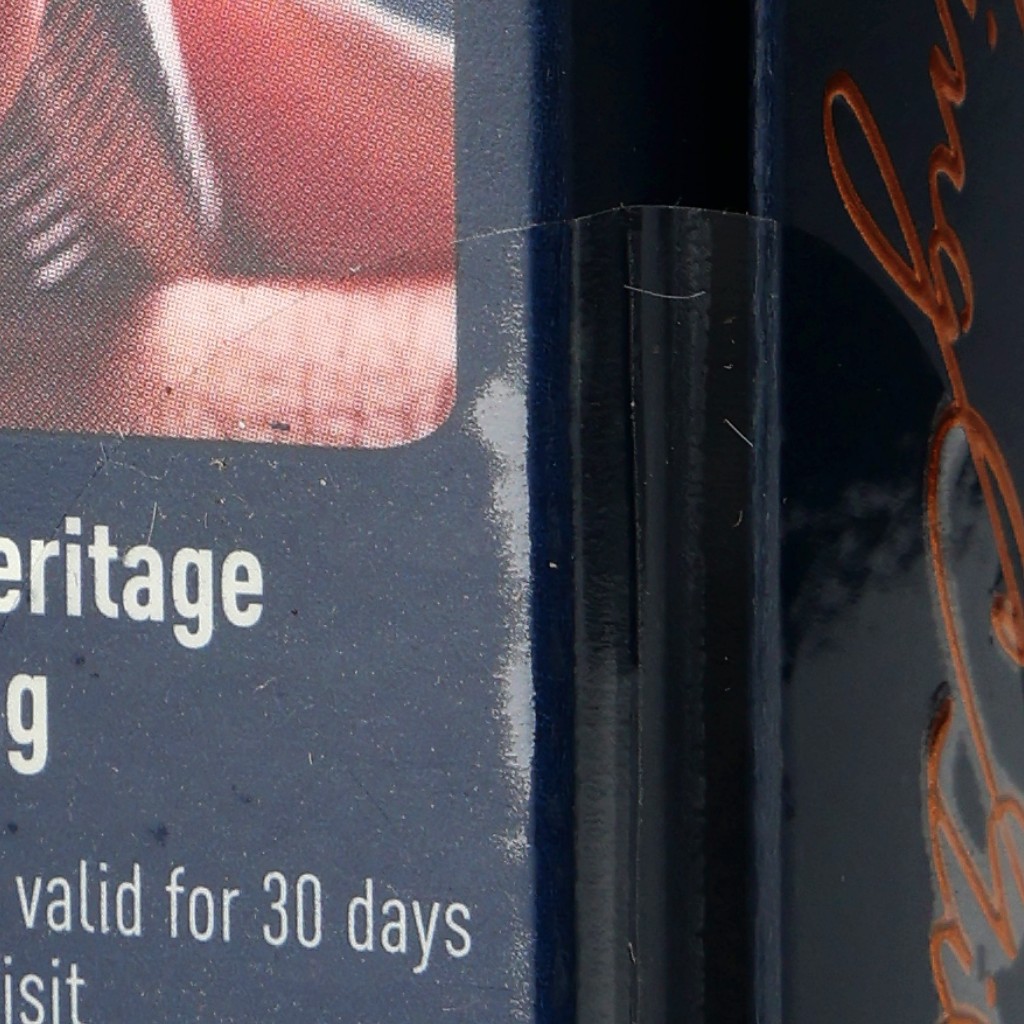 eritage
g
valid for 30 days
isit